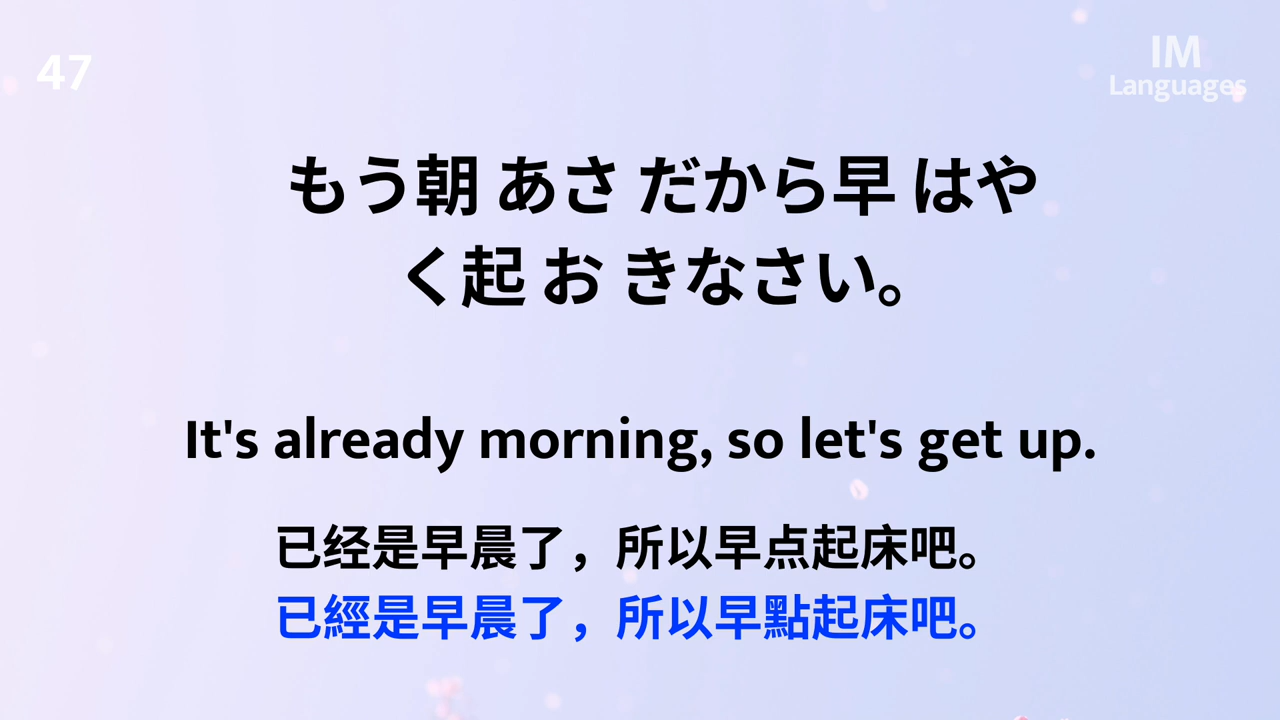 47
IM
Languages
もう朝 あさ だから早 はや
く起 お きなさい。
It's already morning, so let's get up.
已经是早晨了，所以早点起床吧。
已經是早晨了，所以早點起床吧。